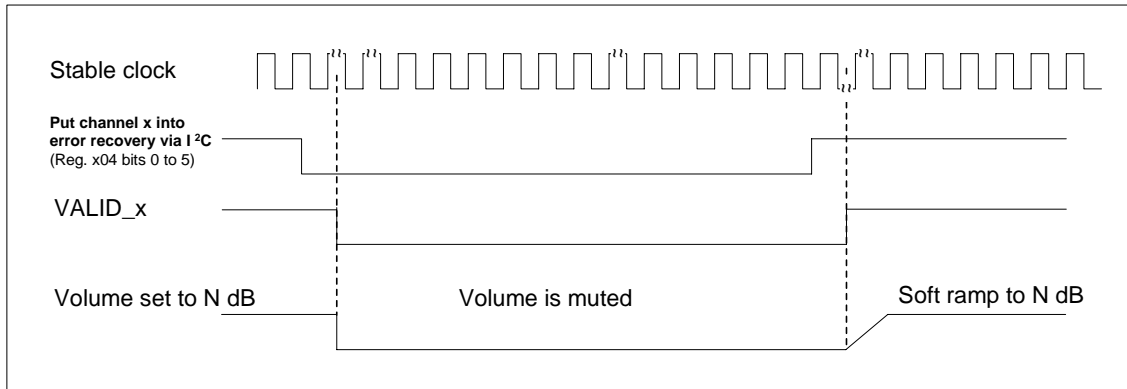 Stable clock
Put channel x into
error recovery via I ²C
(Reg. x04 bits 0 to 5)
VALID_x
Volume set to N dB
Volume is muted
Soft ramp to N dB